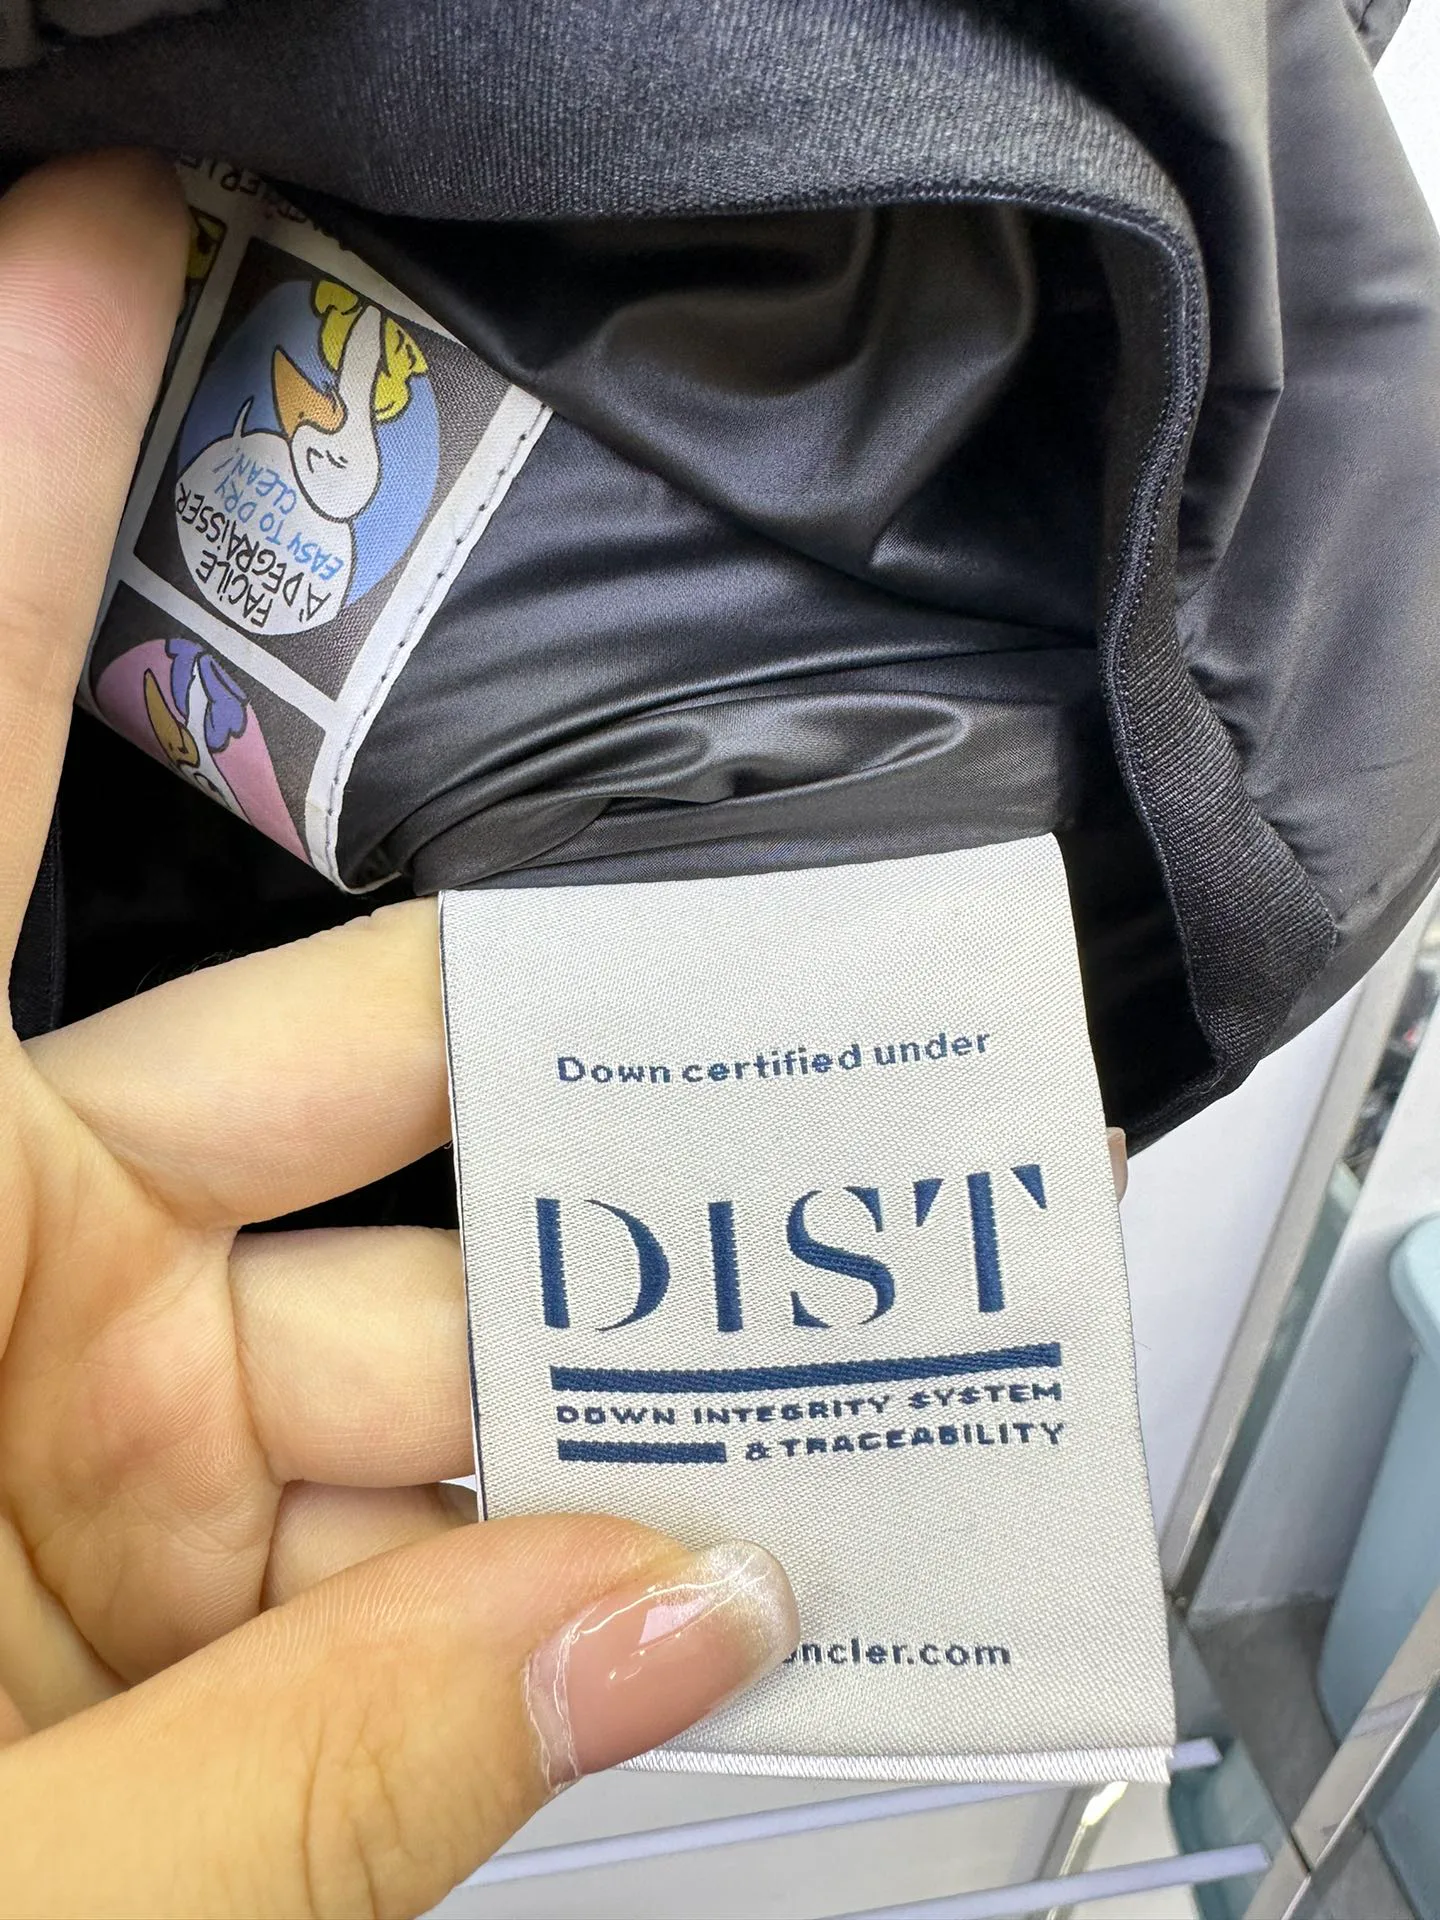 FACILE
À DÉGRAISSER
EASY TO DRY
CLEAN!
Down certified under
DIST
DOWN INTEGRITY SYSTEM
& TRACEABILITY
ncler.com